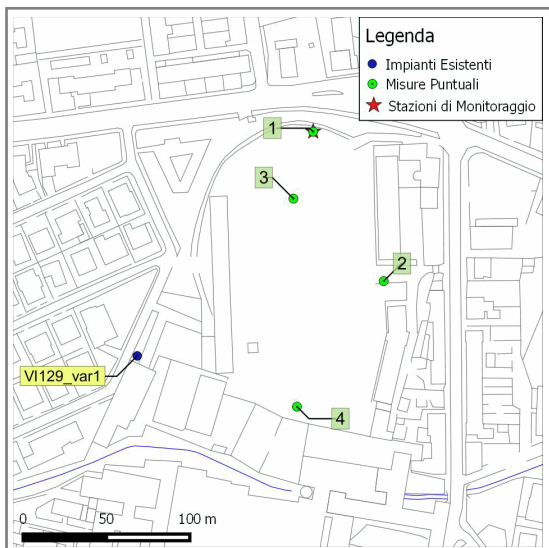 Legenda
Impianti Esistenti
Misure Puntuali
Stazioni di Monitoraggio
1
3
2
VI129_var1
4
0 50 100 m